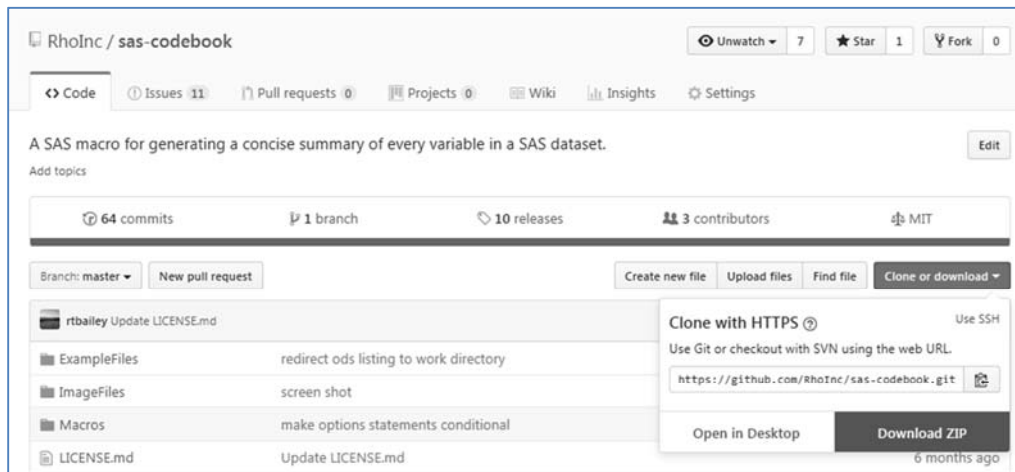 RhoInc / sas-codebook
Unwatch 7 Star 1 Fork 0
Code Issues 11 Pull requests 0 Projects 0 Wiki Insights Settings
A SAS macro for generating a concise summary of every variable in a SAS dataset. Edit
Add topics
64 commits 1 branch 10 releases 3 contributors MIT
Branch: master New pull request Create new file Upload files Find file Clone or download
rtbailey Update LICENSE.md
ExampleFiles redirect ods listing to work directory
ImageFiles screen shot
Macros make options statements conditional
LICENSE.md Update LICENSE.md 6 months ago
Clone with HTTPS Use SSH
Use Git or checkout with SVN using the web URL.
https://github.com/RhoInc/sas-codebook.git
Open in Desktop Download ZIP